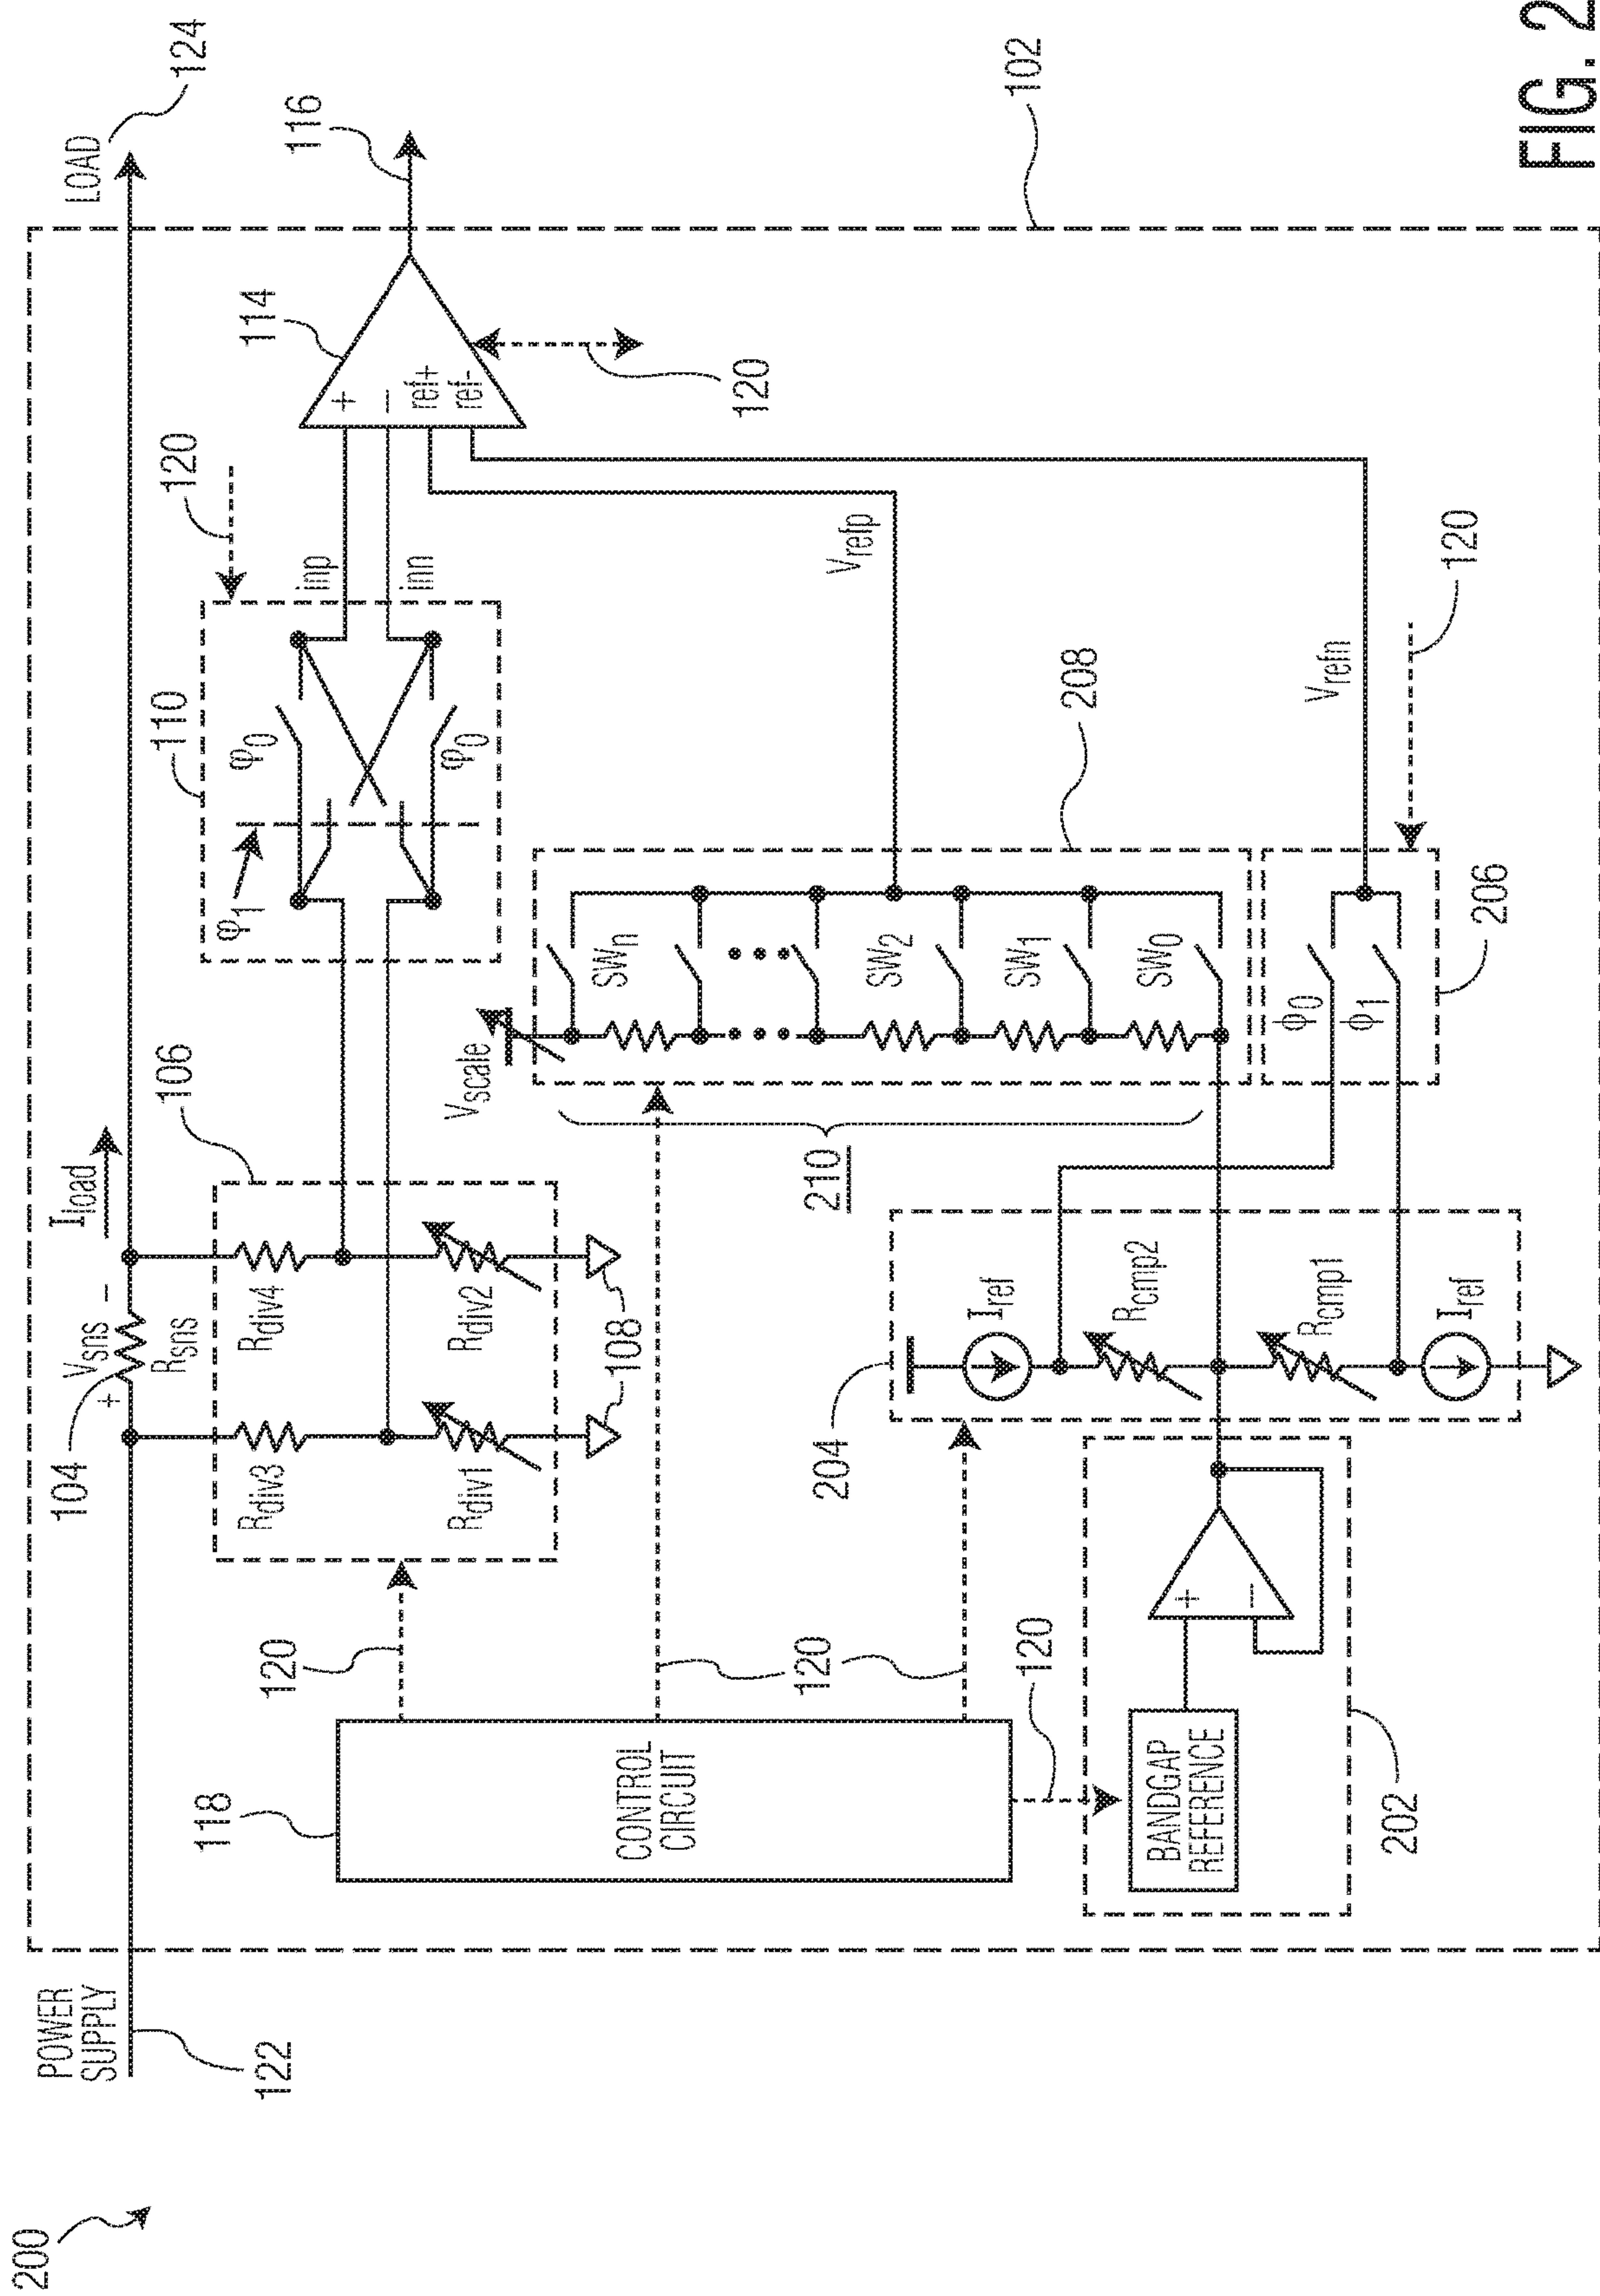 200
POWER
SUPPLY
122
104
+
Vsns
−
Rsns
Iload
LOAD
124
106
Rdiv3
Rdiv4
Rdiv1
Rdiv2
108
110
φ1
φ0
φ0
120
inp
inn
114
+
−
ref+
ref-
116
120
102
118
CONTROL
CIRCUIT
120
120
120
Vscale
SWn
SW2
SW1
SW0
208
210
Vrefp
Vrefn
120
φ0
φ1
206
204
Iref
Rcmp2
Rcmp1
Iref
BANDGAP
REFERENCE
+
−
202
FIG. 2